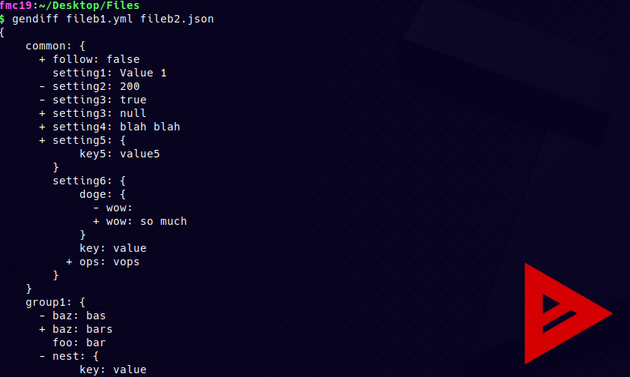 fmc19:~/Desktop/Files
$ gendiff fileb1.yml fileb2.json
{
    common: {
      + follow: false
        setting1: Value 1
      - setting2: 200
      - setting3: true
      + setting3: null
      + setting4: blah blah
      + setting5: {
            key5: value5
        }
        setting6: {
            doge: {
              - wow:
              + wow: so much
            }
            key: value
          + ops: vops
        }
    }
    group1: {
      - baz: bas
      + baz: bars
        foo: bar
      - nest: {
            key: value